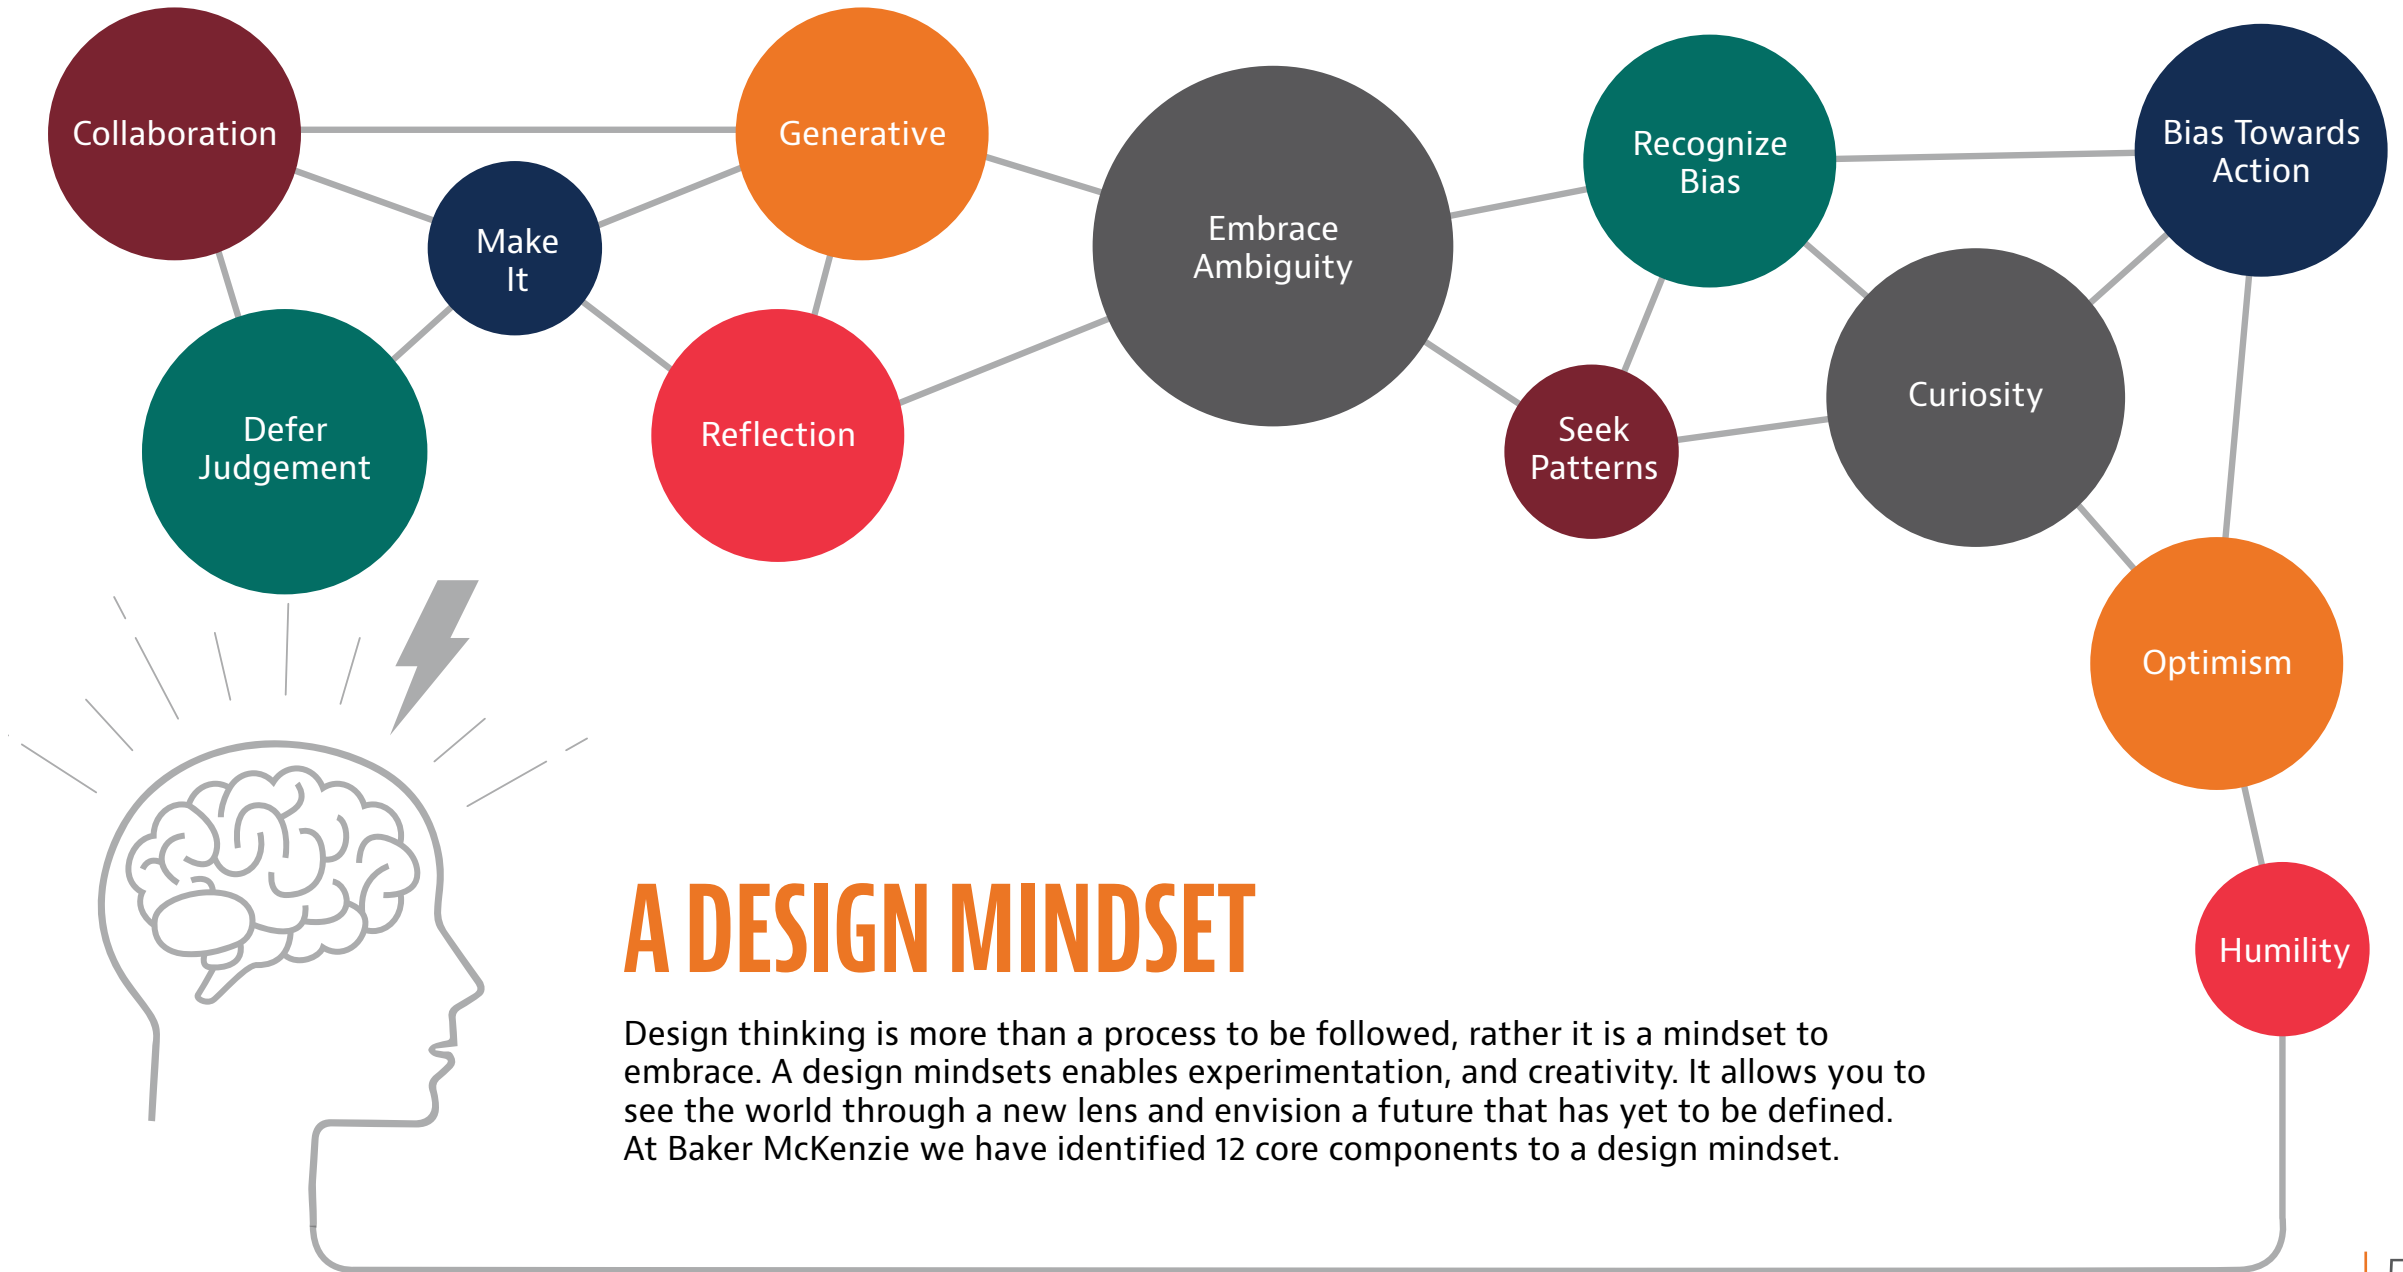 Collaboration
Generative
Make
It
Defer
Judgement
Reflection
Embrace
Ambiguity
Recognize
Bias
Bias Towards
Action
Seek
Patterns
Curiosity
Optimism
Humility
A DESIGN MINDSET
Design thinking is more than a process to be followed, rather it is a mindset to
embrace. A design mindsets enables experimentation, and creativity. It allows you to
see the world through a new lens and envision a future that has yet to be defined.
At Baker McKenzie we have identified 12 core components to a design mindset.